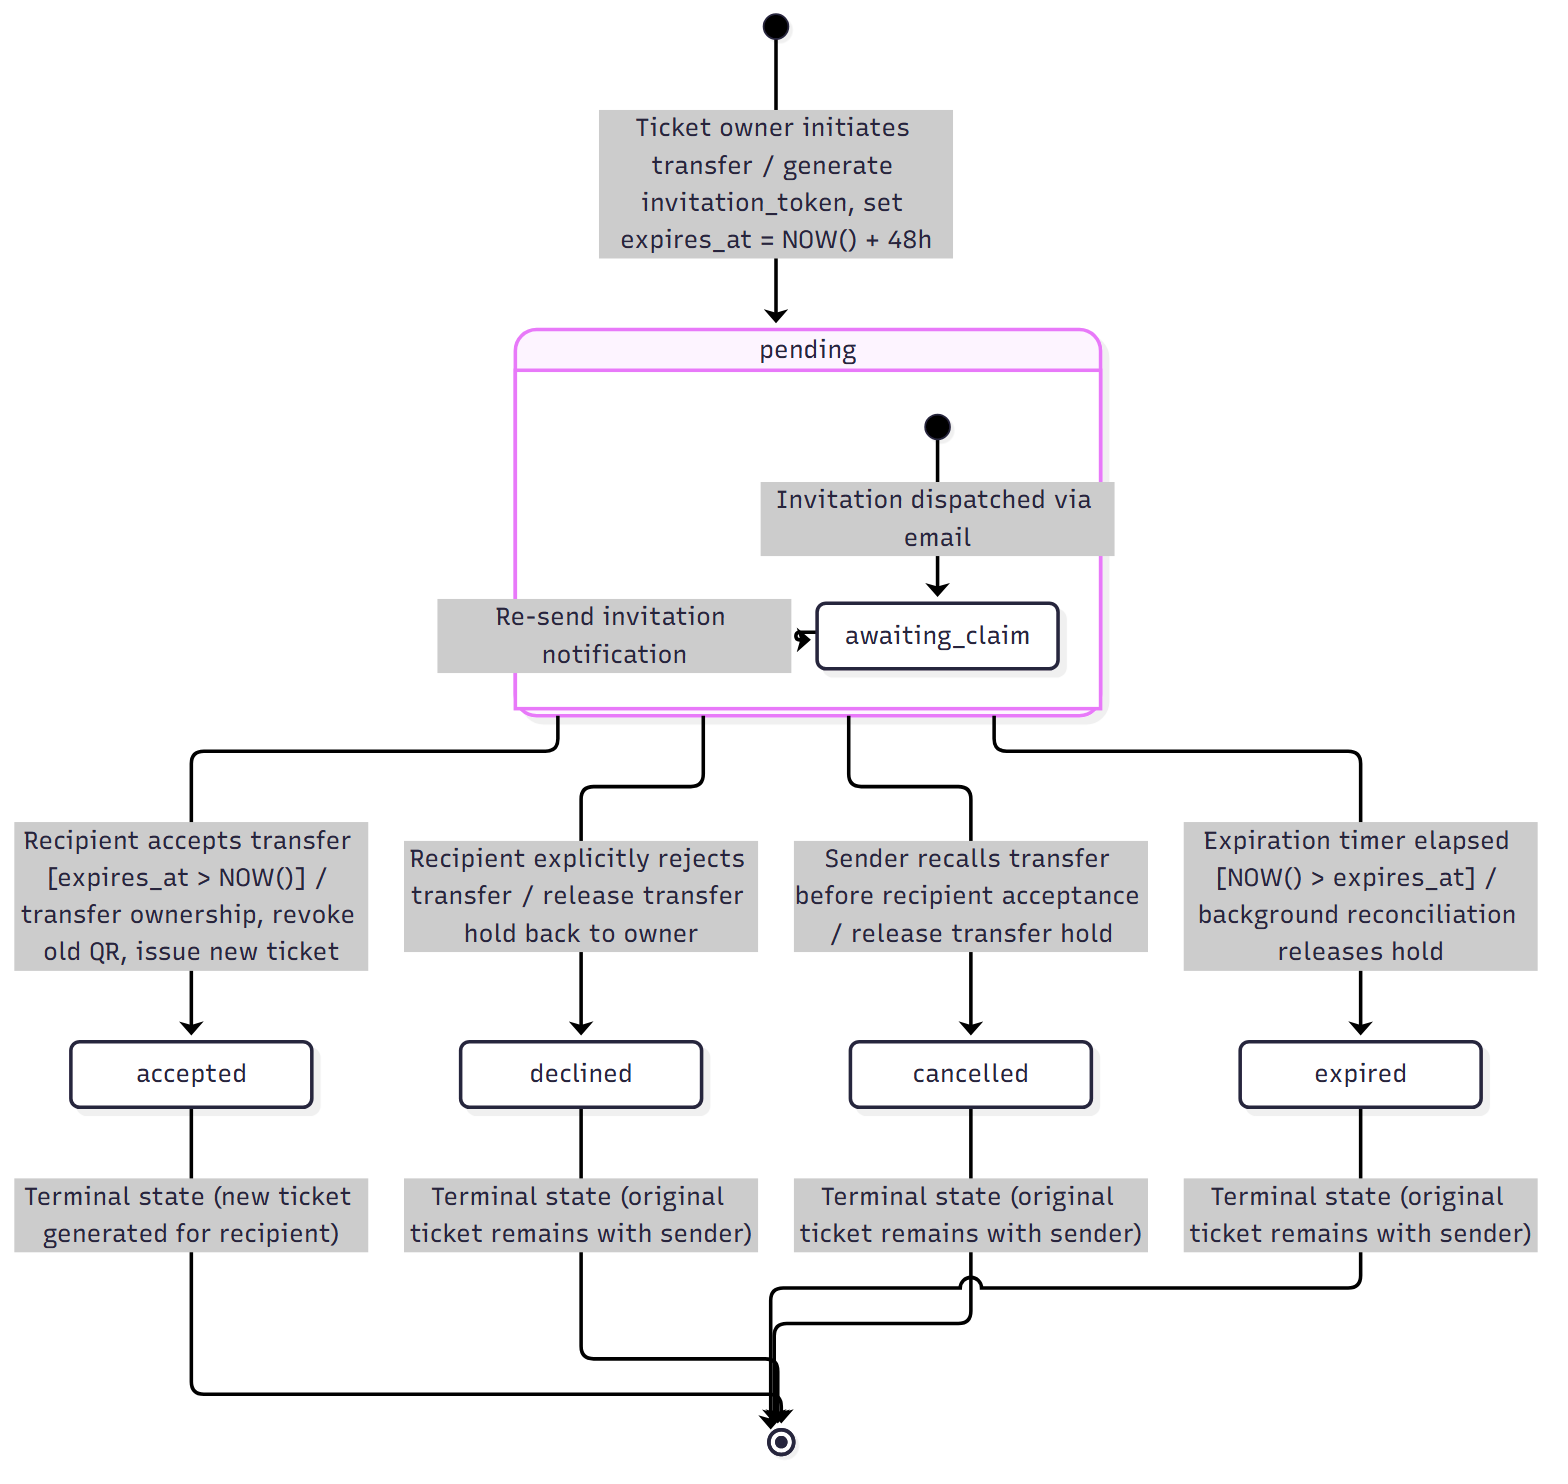 Ticket owner initiates
transfer / generate
invitation_token, set
expires_at = NOW() + 48h
pending
Invitation dispatched via
email
Re-send invitation
notification
awaiting_claim
Recipient accepts transfer
[expires_at > NOW()] /
transfer ownership, revoke
old QR, issue new ticket
Recipient explicitly rejects
transfer / release transfer
hold back to owner
Sender recalls transfer
before recipient acceptance
/ release transfer hold
Expiration timer elapsed
[NOW() > expires_at] /
background reconciliation
releases hold
accepted
declined
cancelled
expired
Terminal state (new ticket
generated for recipient)
Terminal state (original
ticket remains with sender)
Terminal state (original
ticket remains with sender)
Terminal state (original
ticket remains with sender)